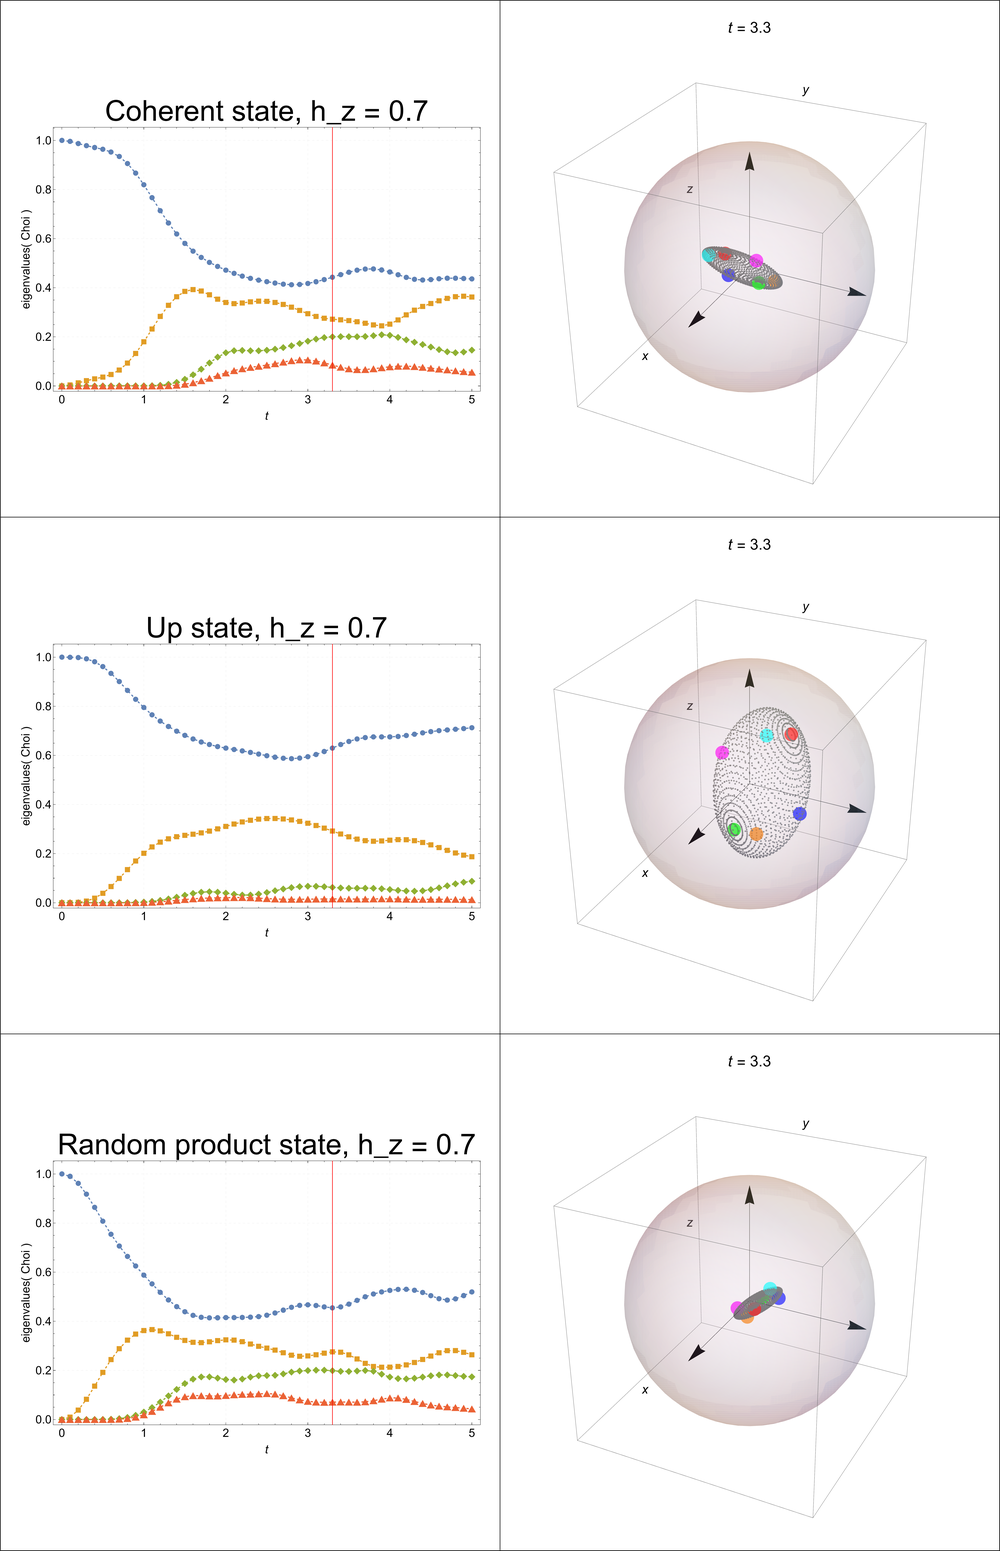 t = 3.3
Coherent state, h_z = 0.7
eigenvalues( Choi )
1.0
0.8
0.6
0.4
0.2
0.0
0 1 2 3 4 5
t
y
z
x
t = 3.3
Up state, h_z = 0.7
eigenvalues( Choi )
1.0
0.8
0.6
0.4
0.2
0.0
0 1 2 3 4 5
t
y
z
x
t = 3.3
Random product state, h_z = 0.7
eigenvalues( Choi )
1.0
0.8
0.6
0.4
0.2
0.0
0 1 2 3 4 5
t
y
z
x